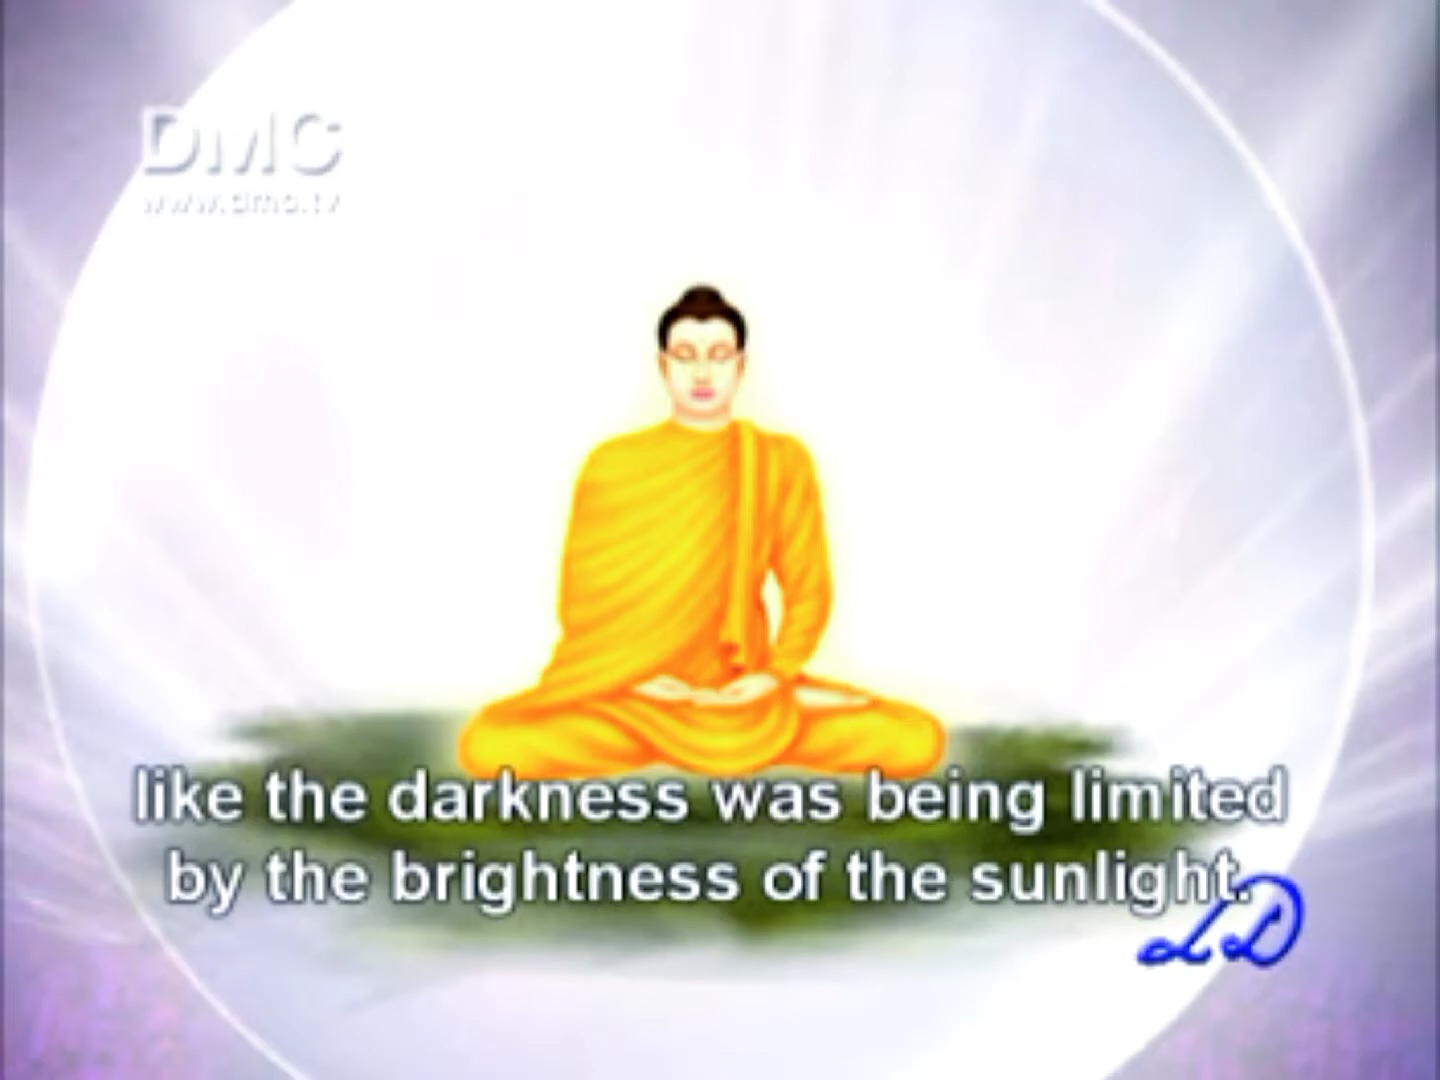 DMC
www.dmc.tv
like the darkness was being limited
by the brightness of the sunlight.